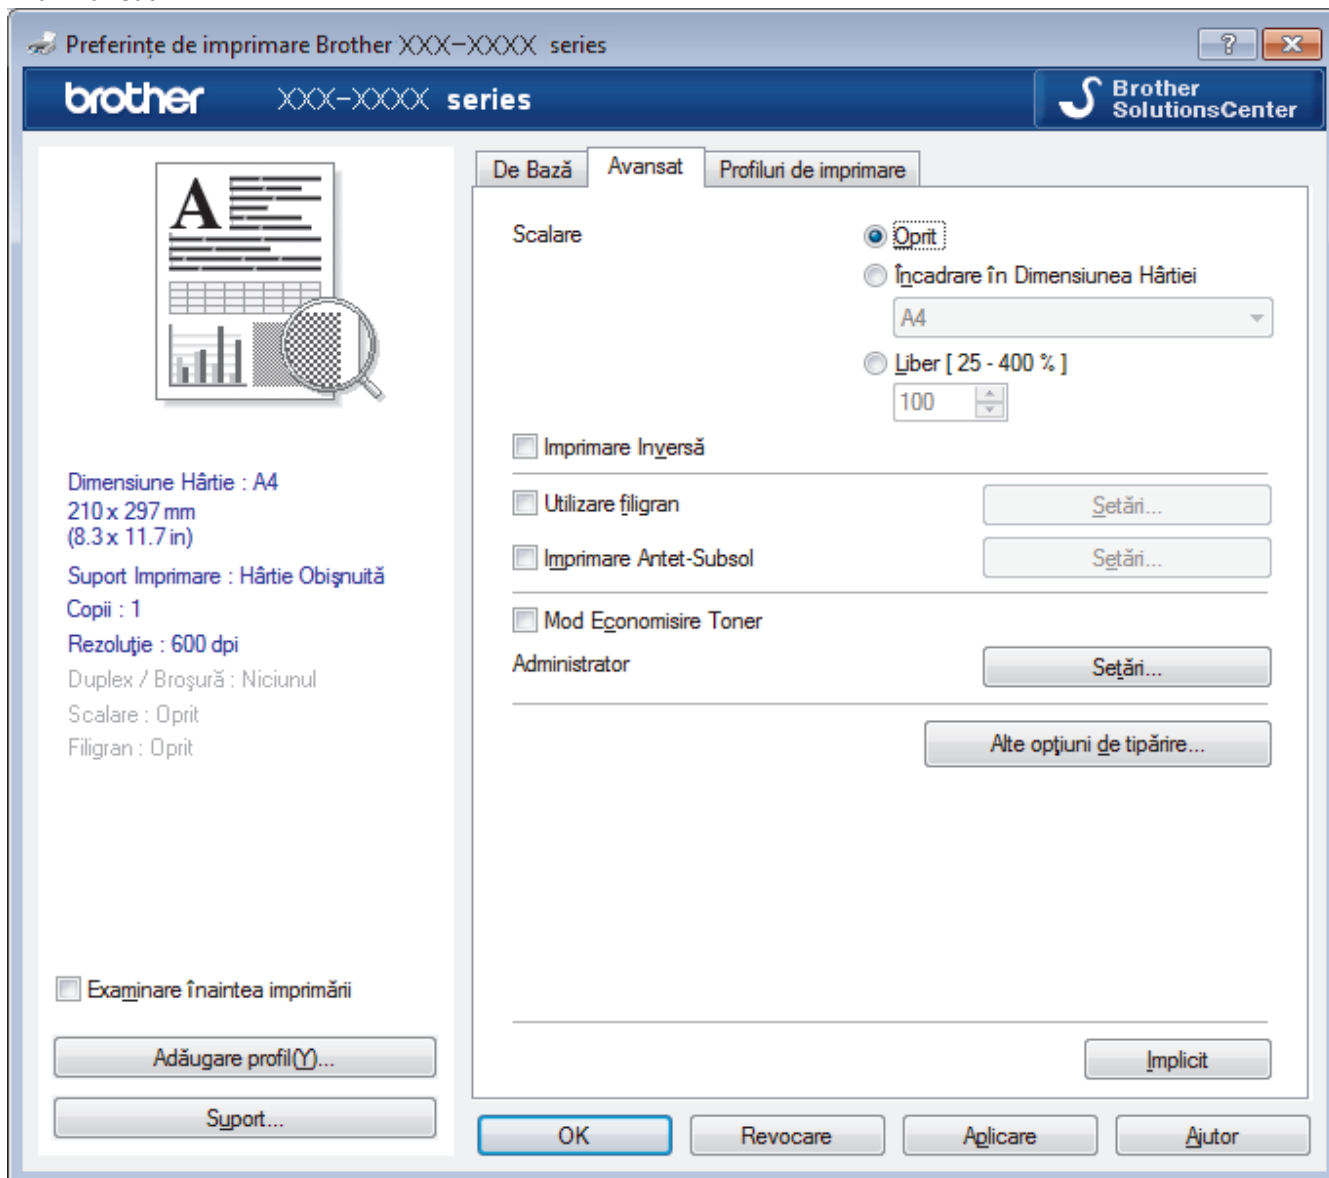 Preferințe de imprimare Brother XXX-XXXX series
brother XXX-XXXX series
Brother
SolutionsCenter
A
Dimensiune Hârtie : A4
210 x 297 mm
(8.3 x 11.7 in)
Suport Imprimare : Hârtie Obişnuită
Copii : 1
Rezoluţie : 600 dpi
Duplex / Broşură : Niciunul
Scalare : Oprit
Filigran : Oprit
Examinare înaintea imprimării
Adăugare profil(Y)...
Suport...
De Bază Avansat Profiluri de imprimare
Scalare Oprit
Încadrare în Dimensiunea Hârtiei
A4
Liber [ 25 - 400 % ]
100
Imprimare Inversă
Utilizare filigran Setări...
Imprimare Antet-Subsol Setări...
Mod Economisire Toner
Administrator Setări...
Alte opţiuni de tipărire...
Implicit
OK Revocare Aplicare Ajutor